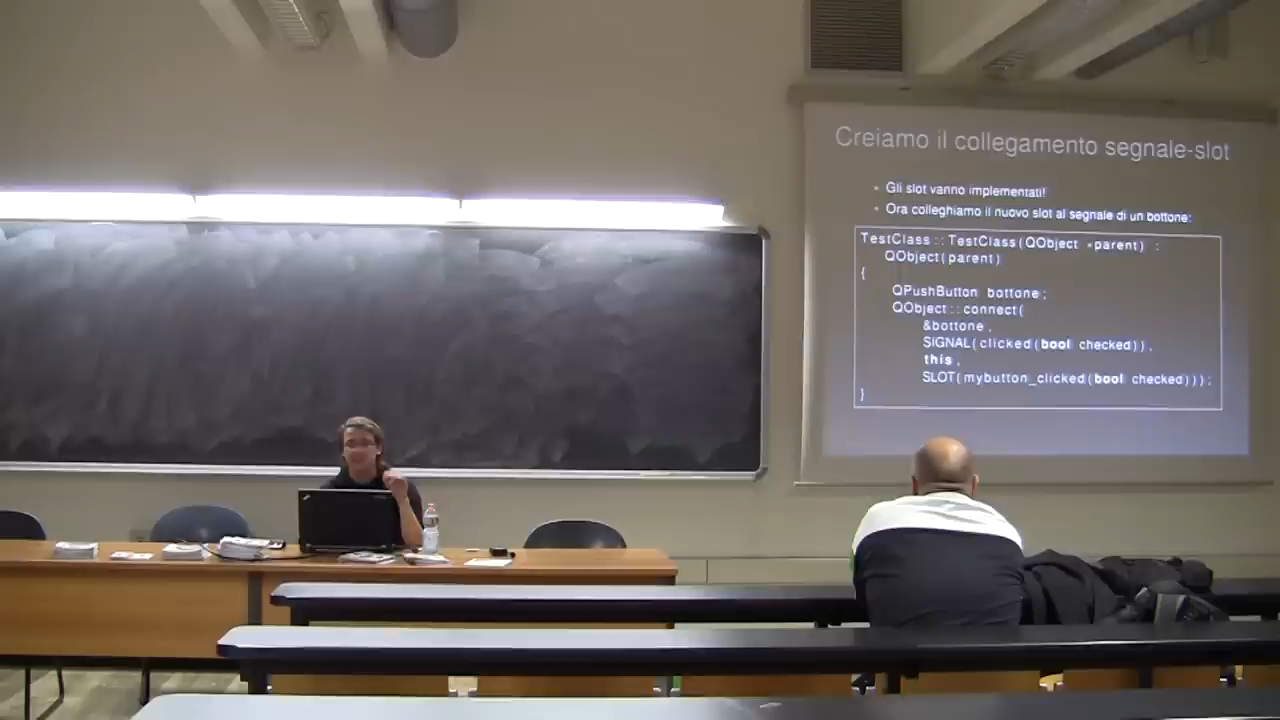 Creiamo il collegamento segnale-slot
Gli slot vanno implementati!
Ora colleghiamo il nuovo slot al segnale di un bottone:
TestClass::TestClass(QObject *parent) :
QObject(parent)
{
QPushButton bottone;
QObject::connect(
&bottone,
SIGNAL(clicked(bool checked)),
this,
SLOT(mybutton_clicked(bool checked)));
}